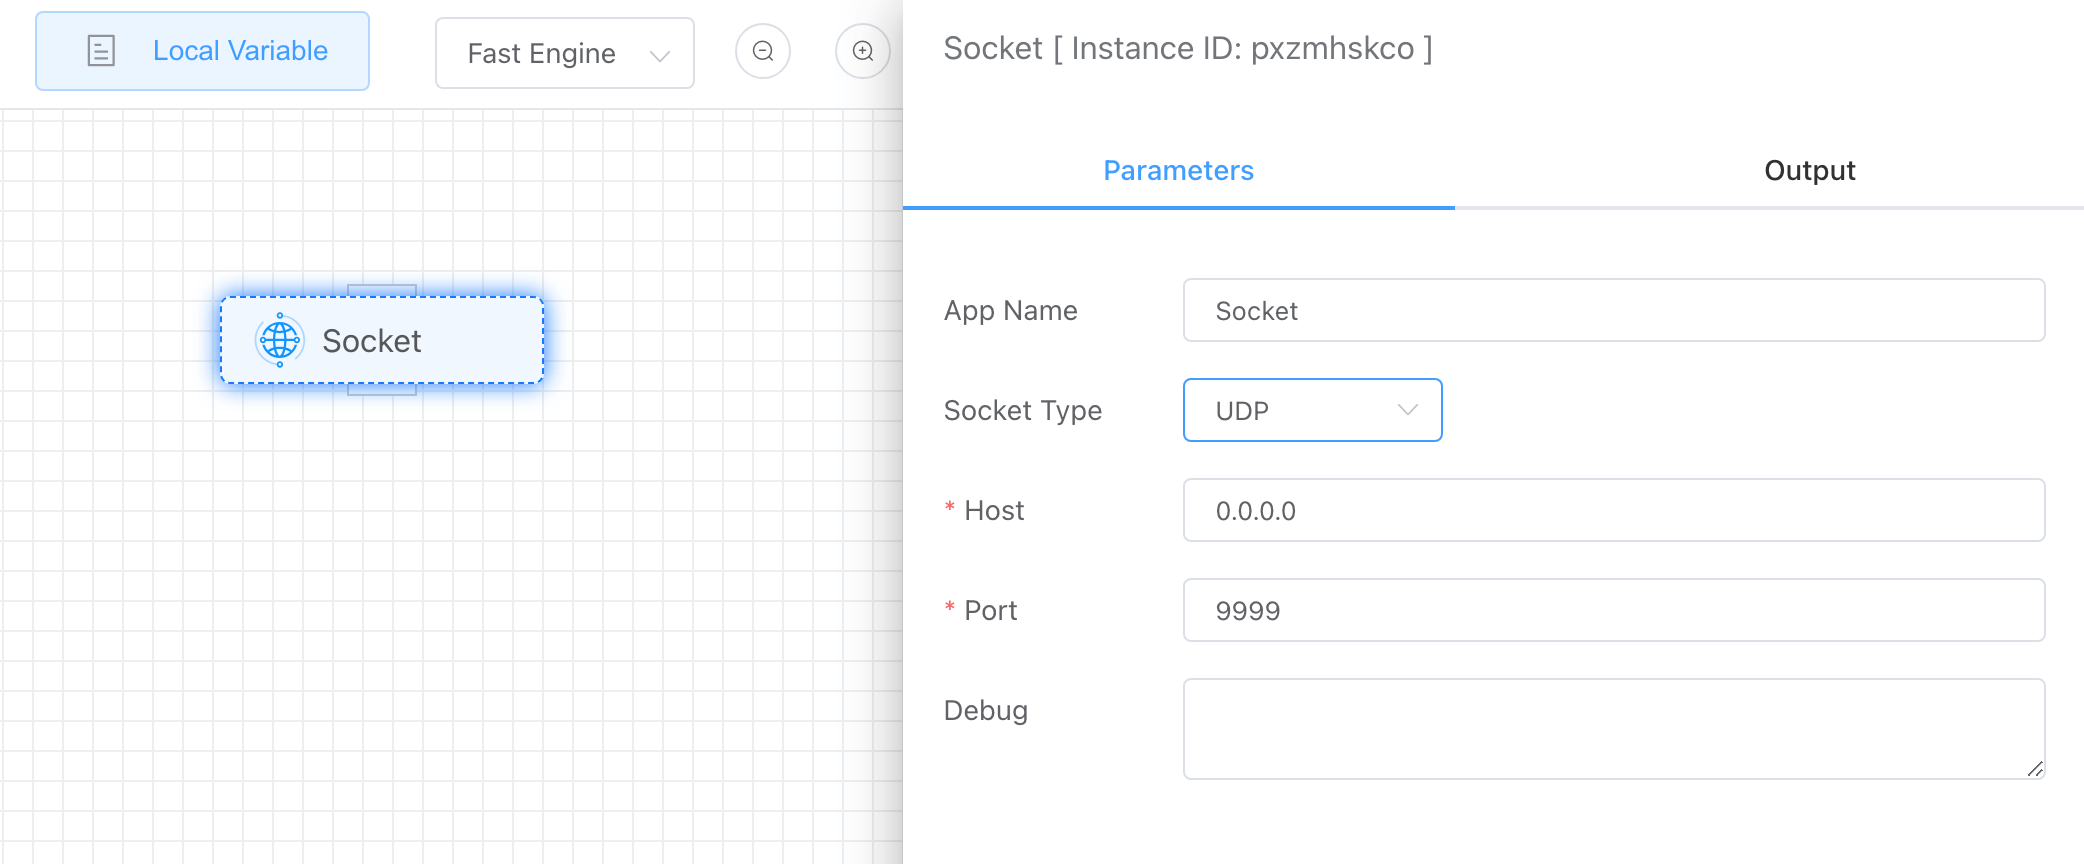 Local Variable
Fast Engine
Socket
Socket [ Instance ID: pxzmhskco ]
Parameters
Output
App Name
Socket
Socket Type
UDP
* Host
0.0.0.0
* Port
9999
Debug